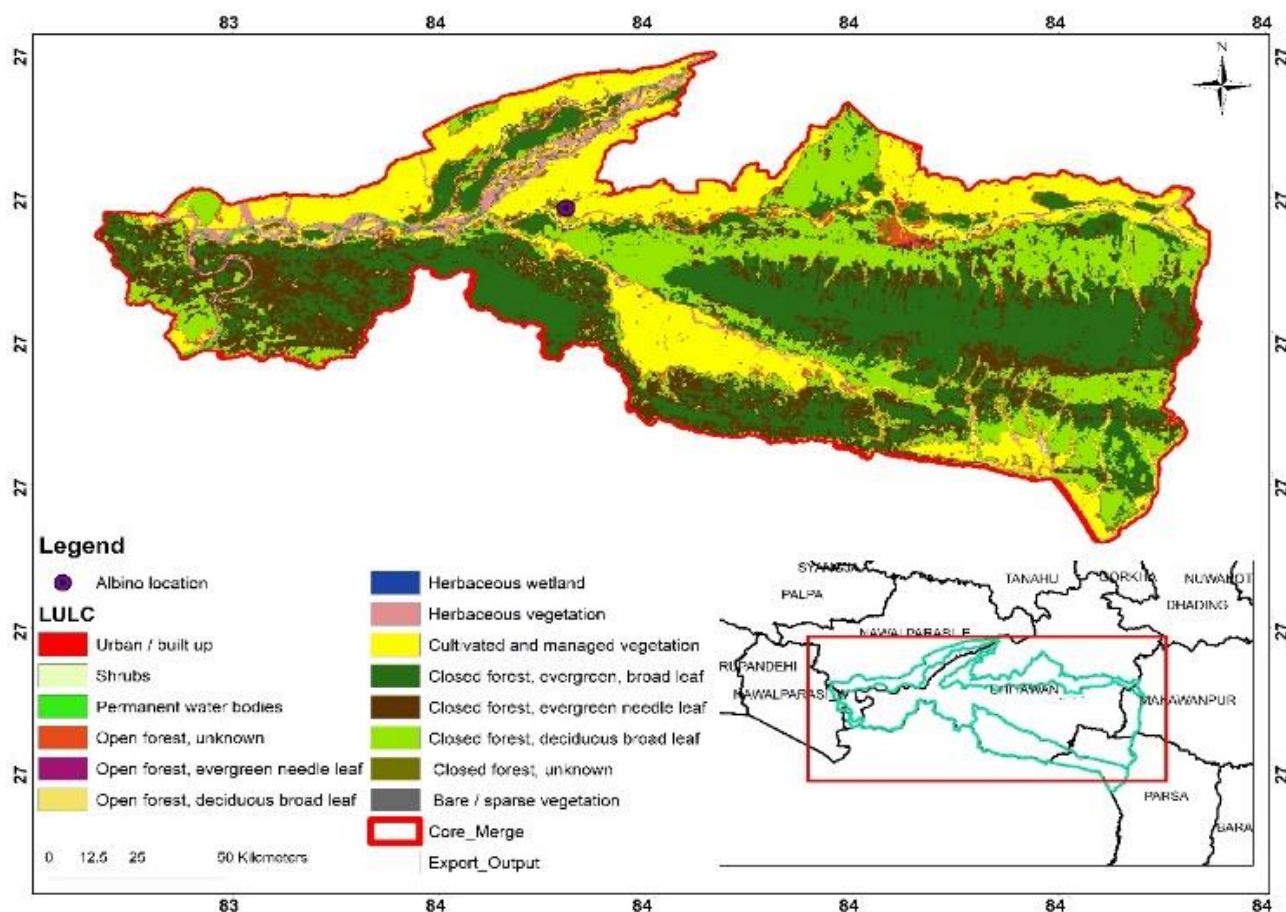 83 84 84 84 84 84
27 27
N
27 27
27 27
27 27
Legend
Albino location
LULC
Urban / built up
Shrubs
Permanent water bodies
Open forest, unknown
Open forest, evergreen needle leaf
Open forest, deciduous broad leaf
0 12.5 25 50 Kilometers
Herbaceous wetland
Herbaceous vegetation
Cultivated and managed vegetation
Closed forest, evergreen, broad leaf
Closed forest, evergreen needle leaf
Closed forest, deciduous broad leaf
Closed forest, unknown
Bare / sparse vegetation
Core_Merge
Export_Output
TANAHU
PALPA
DHADING
RUPANDEHI
MAKAWANPUR
PARSA
BARA
27 27
27 27
83 84 84 84 84 84